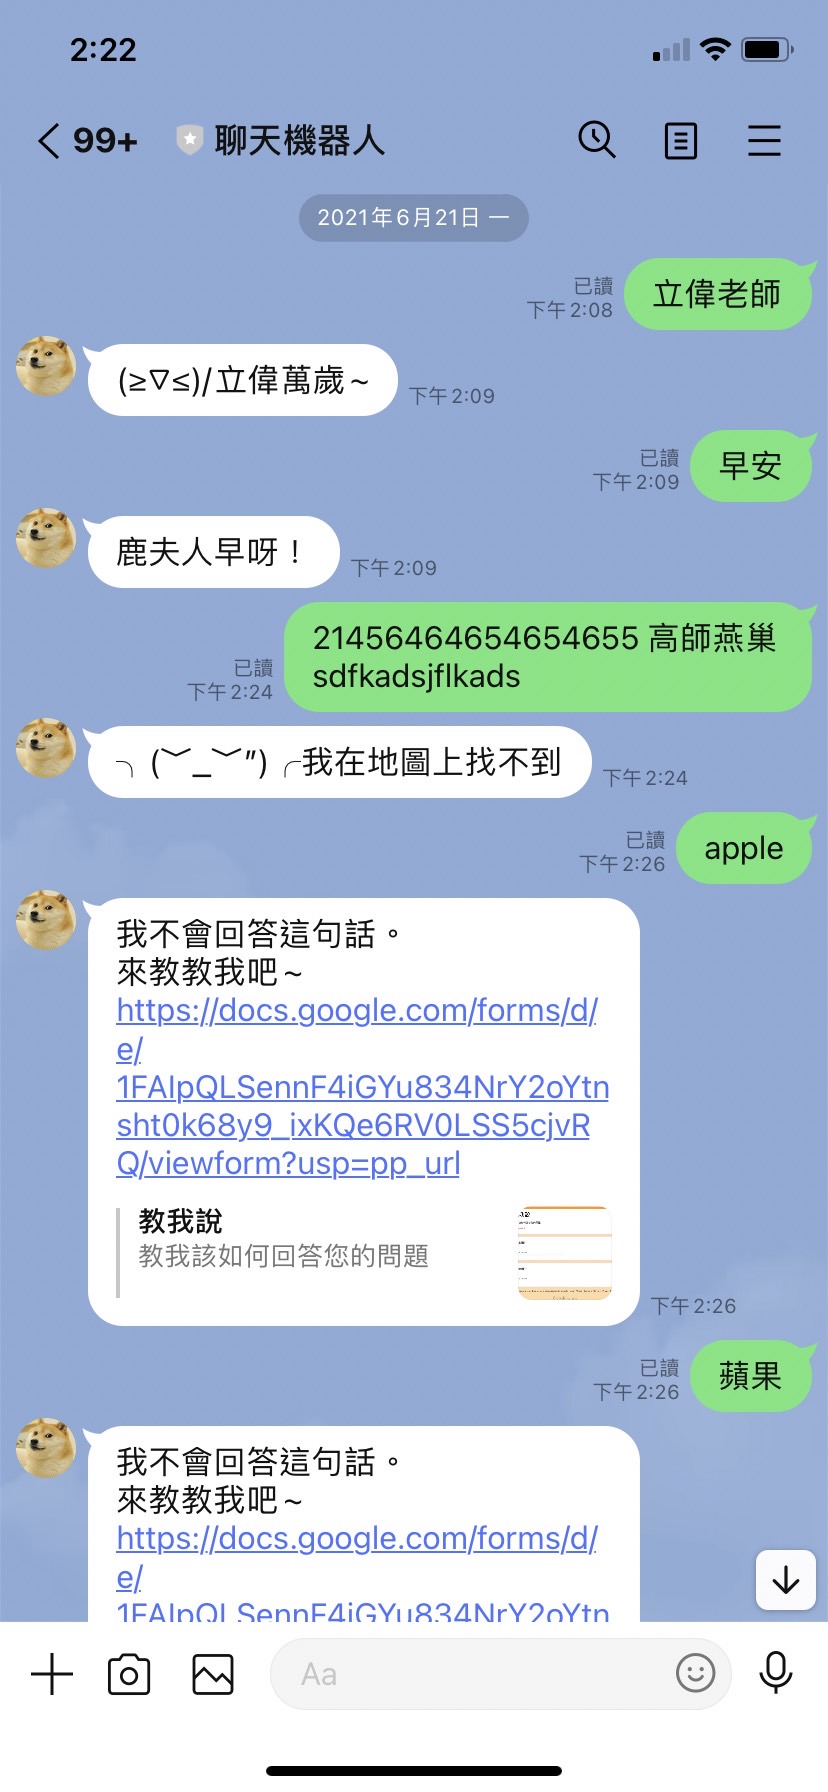 2:22
99+ 聊天機器人
2021年6月21日 一
已讀
下午2:08
立偉老師
(≥∇≤)/立偉萬歲~
下午2:09
已讀
下午2:09
早安
鹿夫人早呀！
下午2:09
已讀
下午2:24
21456464654654655 高師燕巢
sdfkadsjflkads
╮(﹀_﹀")╭我在地圖上找不到
下午2:24
已讀
下午2:26
apple
我不會回答這句話。
來教教我吧~
https://docs.google.com/forms/d/
e/
1FAIpQLSennF4iGYu834NrY2oYtn
sht0k68y9_ixKQe6RV0LSS5cjvR
Q/viewform?usp=pp_url
教我說
教我該如何回答您的問題
下午2:26
已讀
下午2:26
蘋果
我不會回答這句話。
來教教我吧~
https://docs.google.com/forms/d/
e/
1FAIpQLSennF4iGYu834NrY2oYtn
Aa